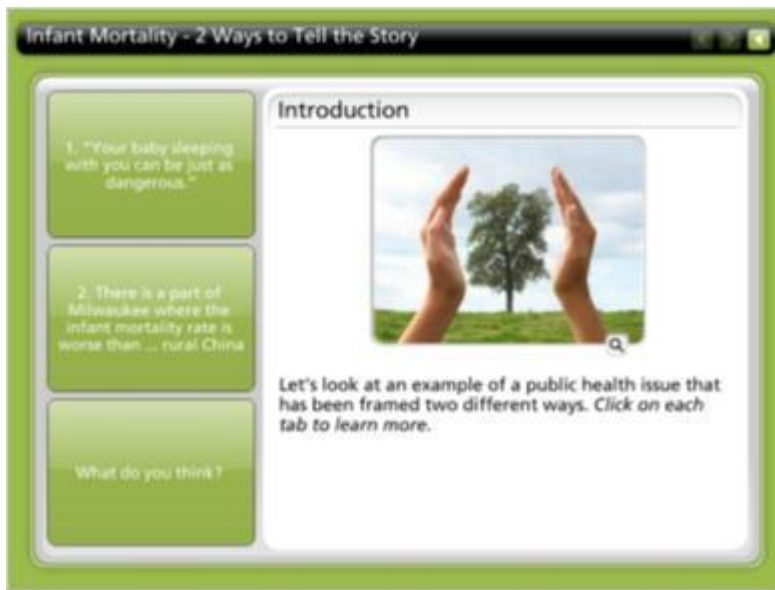 Infant Mortality - 2 Ways to Tell the Story
1. "Your baby sleeping
with you can be just as
dangerous."
2. There is a part of
Milwaukee where the
infant mortality rate is
worse than ... rural China
What do you think?
Introduction
Let's look at an example of a public health issue that
has been framed two different ways. Click on each
tab to learn more.